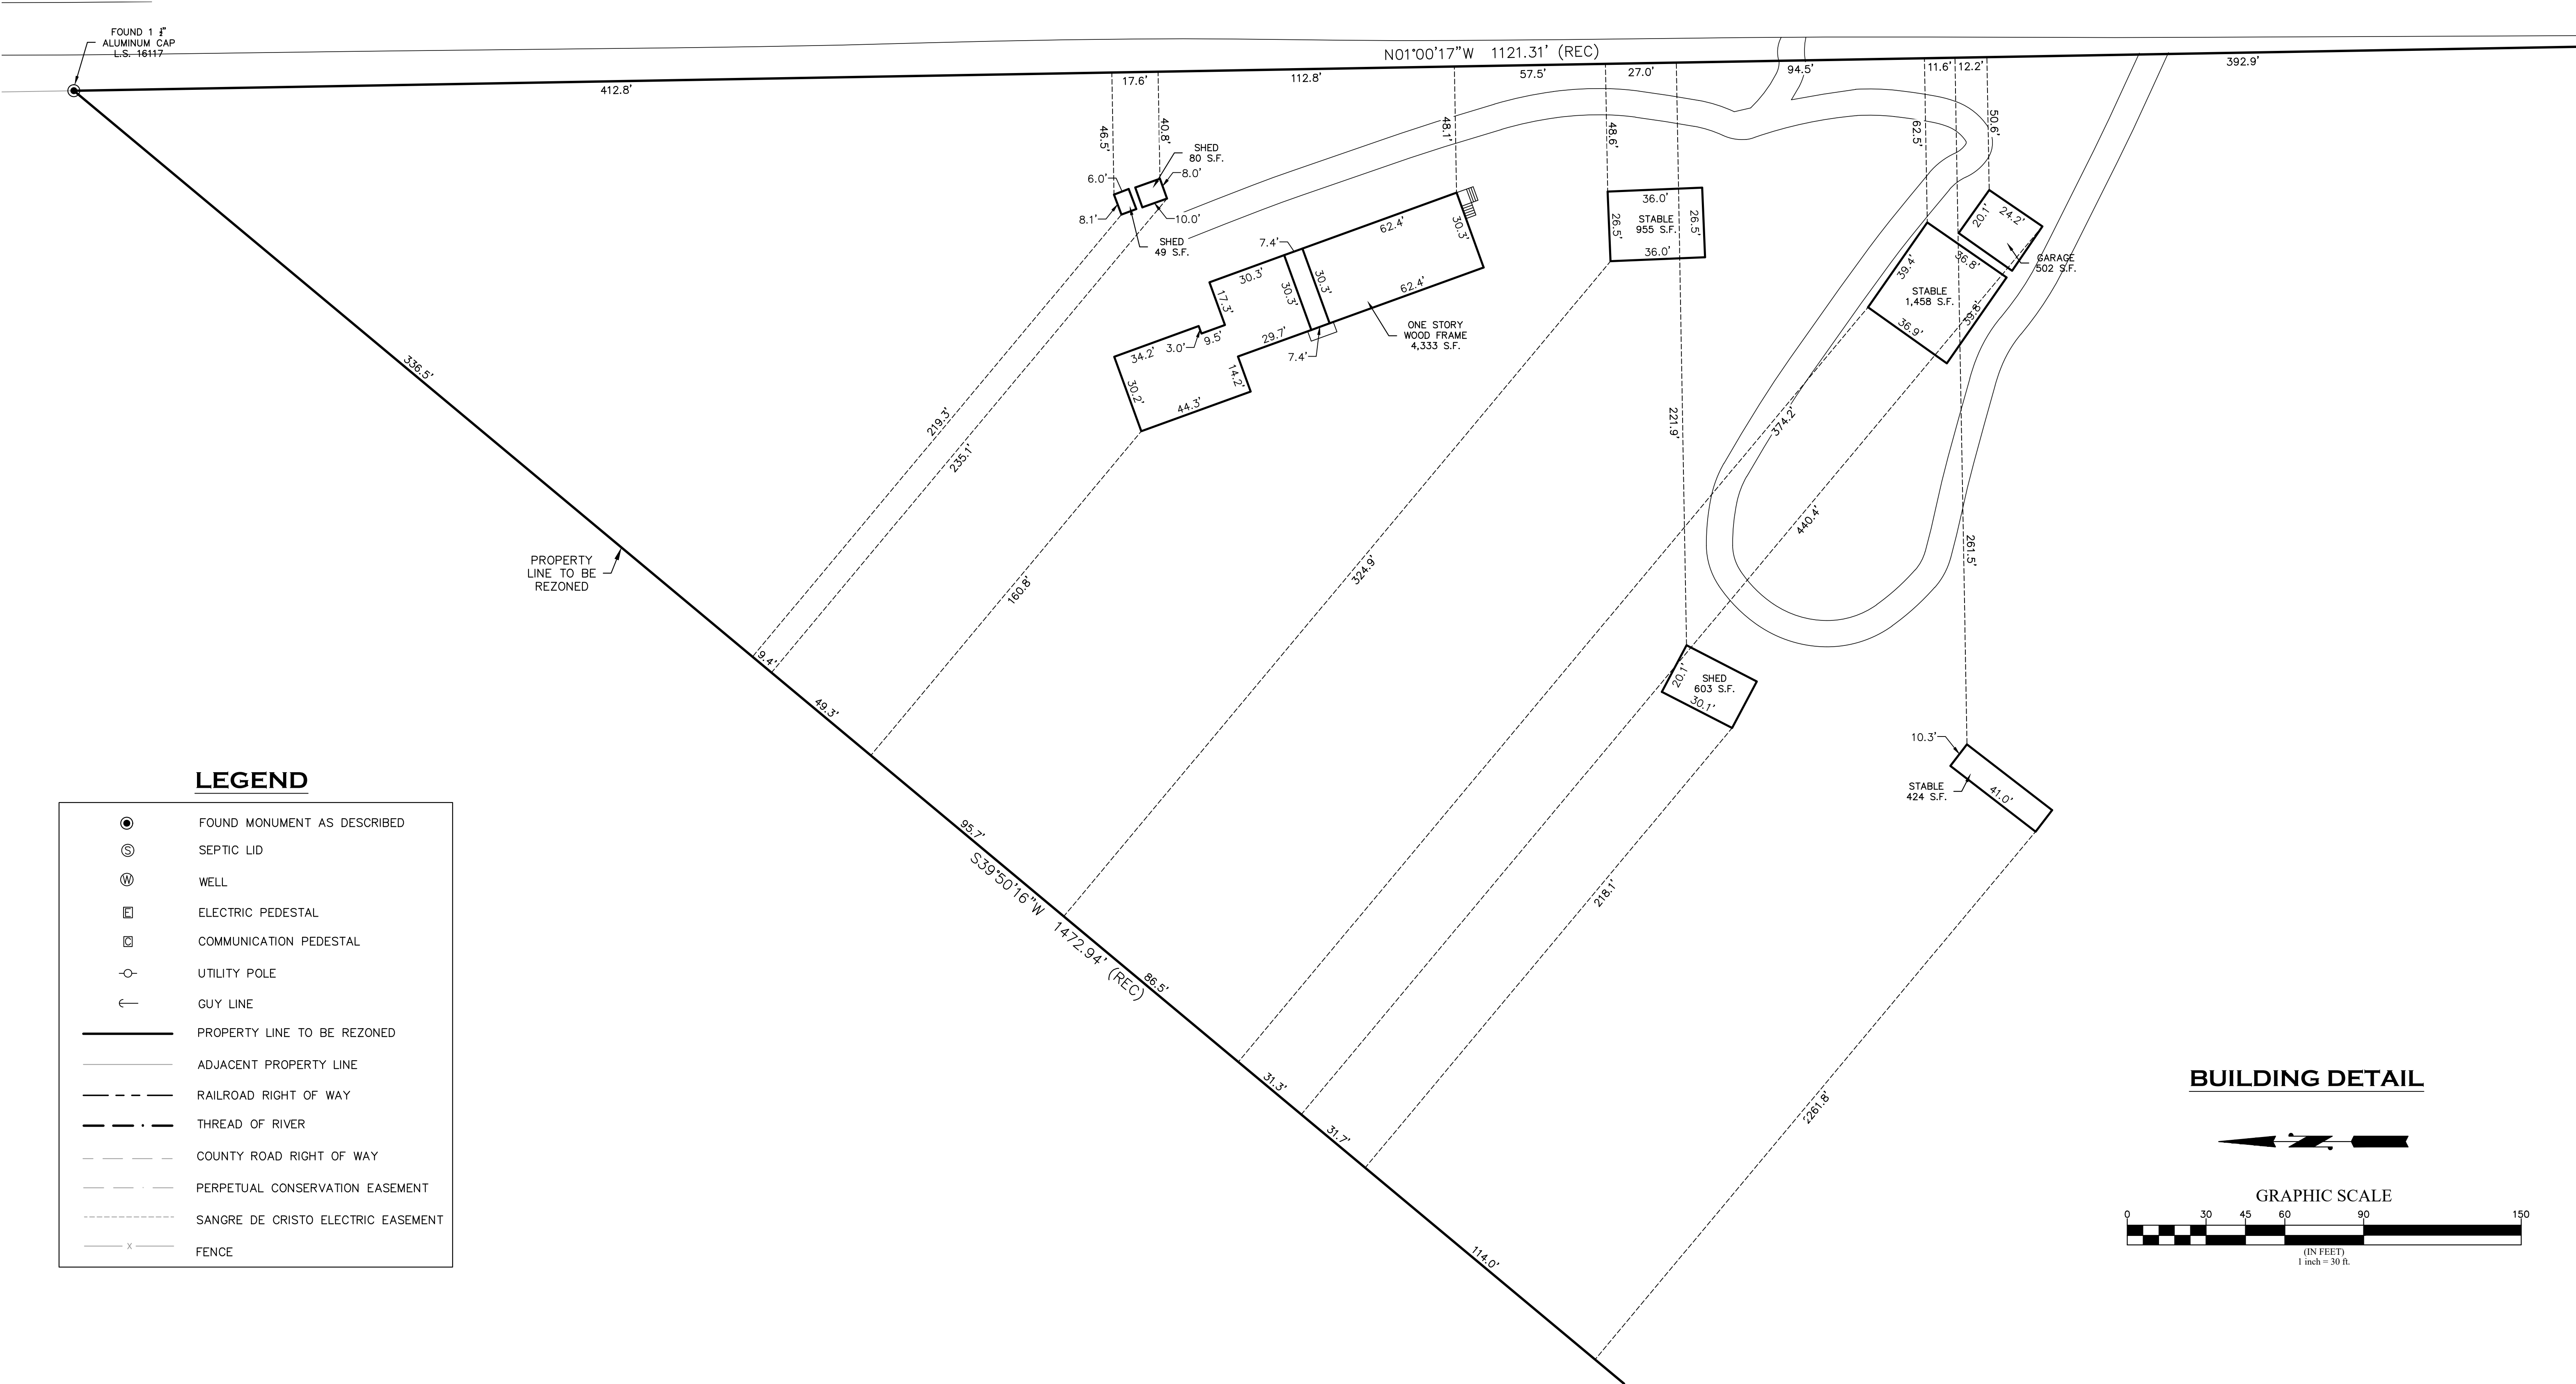 FOUND 1 ½"
ALUMINUM CAP
L.S. 16117
N01°00'17"W 1121.31' (REC)
412.8'
17.6'
112.8'
57.5'
27.0'
94.5'
11.6'
12.2'
392.9'
46.5'
40.8'
48.1'
48.6'
62.5'
50.6'
SHED
80 S.F.
6.0'
8.0'
8.1'
10.0'
SHED
49 S.F.
7.4'
62.4'
30.3'
30.3'
30.3'
30.3'
62.4'
17.3'
34.2'
3.0'
9.5'
29.7'
7.4'
14.2'
30.2'
44.3'
ONE STORY
WOOD FRAME
4,333 S.F.
36.0'
26.5'
STABLE
955 S.F.
26.5'
36.0'
20.1'
24.2'
GARAGE
502 S.F.
39.4'
36.8'
STABLE
1,458 S.F.
39.8'
36.9'
336.5'
219.3'
235.1'
221.9'
374.2'
440.4'
261.5'
160.8'
324.9'
PROPERTY
LINE TO BE
REZONED
9.4'
49.3'
20.1'
SHED
603 S.F.
30.1'
10.3'
STABLE
424 S.F.
41.0'
95.7'
S39°50'16"W 1472.94' (REC)
86.5'
218.1'
31.3'
31.7'
261.8'
114.0'
LEGEND
FOUND MONUMENT AS DESCRIBED
S SEPTIC LID
W WELL
E ELECTRIC PEDESTAL
C COMMUNICATION PEDESTAL
UTILITY POLE
GUY LINE
PROPERTY LINE TO BE REZONED
ADJACENT PROPERTY LINE
RAILROAD RIGHT OF WAY
THREAD OF RIVER
COUNTY ROAD RIGHT OF WAY
PERPETUAL CONSERVATION EASEMENT
SANGRE DE CRISTO ELECTRIC EASEMENT
X FENCE
BUILDING DETAIL
GRAPHIC SCALE
0 30 45 60 90 150
(IN FEET)
1 inch = 30 ft.